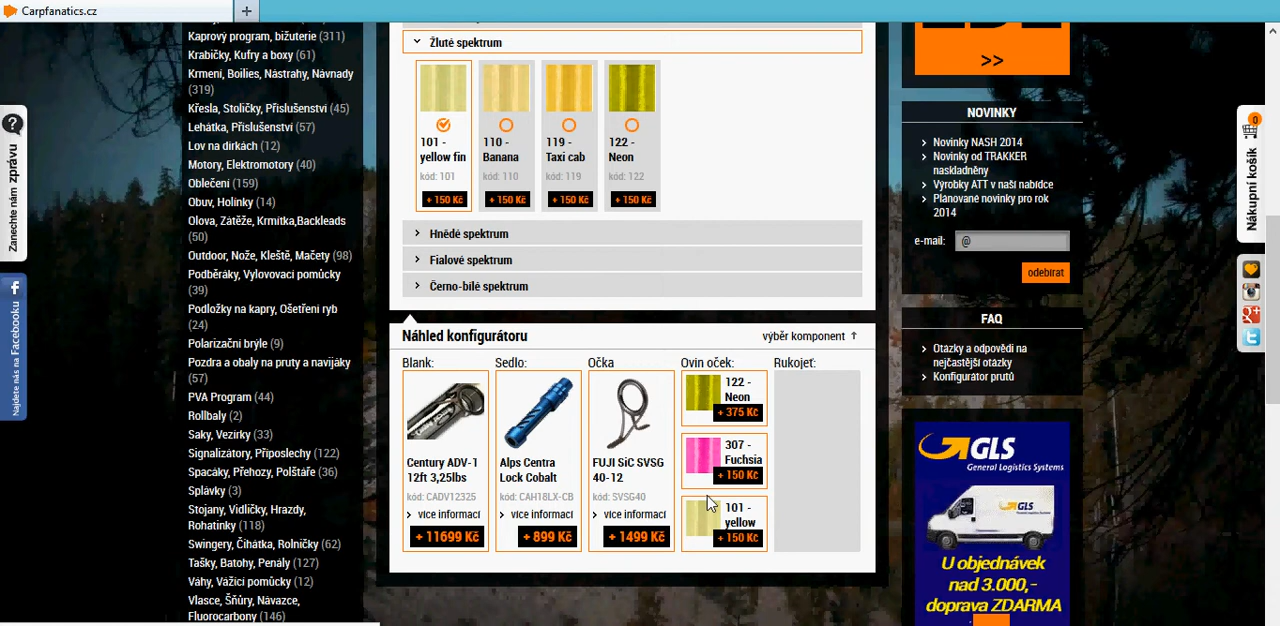 Carpfanatics.cz
+
Kaprový program, bižuterie (311)
Krabičky, Kufry a boxy (61)
Krmení, Boilies, Nástrahy, Návnady
(319)
Křesla, Stoličky, Příslušenství (45)
Lehátka, Příslušenství (57)
Lov na dírkách (12)
Motory, Elektromotory (40)
Oblečení (159)
Obuv, Holínky (14)
Olova, Zátěže, Krmítka,Backleads
(50)
Outdoor, Nože, Kleště, Mačety (98)
Podběráky, Vylovovací pomůcky
(39)
Podložky na kapry, Ošetření ryb
(24)
Polarizační brýle (9)
Pozdra a obaly na pruty a navijáky
(57)
PVA Program (44)
Rollbaly (2)
Saky, Vezírky (33)
Signalizátory, Příposlechy (122)
Spacáky, Přehozy, Polštáře (36)
Splávky (3)
Stojany, Vidličky, Hrazdy,
Rohatinky (118)
Swingery, Číhátka, Rolničky (62)
Tašky, Batohy, Penály (127)
Váhy, Vážící pomůcky (12)
Vlasce, Šňůry, Návazce,
Fluorocarbony (146)
? Zanechte nám zprávu
Najdete nás na Facebooku
Žluté spektrum
101 -
yellow fin
kód: 101
+ 150 Kč
110 -
Banana
kód: 110
+ 150 Kč
119 -
Taxi cab
kód: 119
+ 150 Kč
122 -
Neon
kód: 122
+ 150 Kč
Hnědé spektrum
Fialové spektrum
Černo-bílé spektrum
Náhled konfigurátoru
výběr komponent ↑
Blank:
Century ADV-1
12ft 3,25lbs
kód: CADV12325
více informací
+ 11699 Kč
Sedlo:
Alps Centra
Lock Cobalt
kód: CAH18LX-CB
více informací
+ 899 Kč
Očka
FUJI SiC SVSG
40-12
kód: SVSG40
více informací
+ 1499 Kč
Ovin oček:
122 -
Neon
+ 375 Kč
307 -
Fuchsia
+ 150 Kč
101 -
yellow
+ 150 Kč
Rukojeť:
>>
NOVINKY
Novinky NASH 2014
Novinky od TRAKKER
naskladněny
Výrobky ATT v naší nabídce
Plánované novinky pro rok
2014
e-mail:
@
odebírat
FAQ
Otázky a odpovědi na
nejčastější otázky
Konfigurátor prutů
GLS
General Logistics Systems
GLS
U objednávek
nad 3.000,-
doprava ZDARMA
0
Nákupní košík